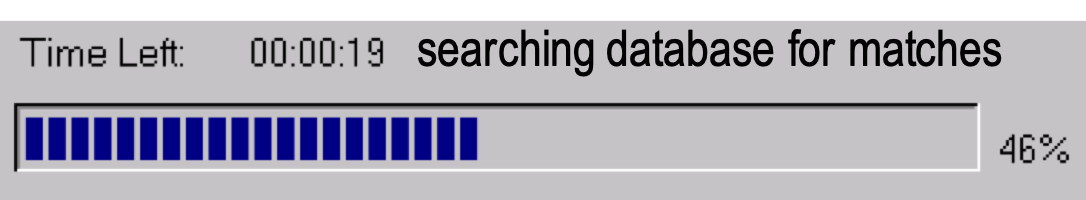 Time Left: 00:00:19 searching database for matches
46%